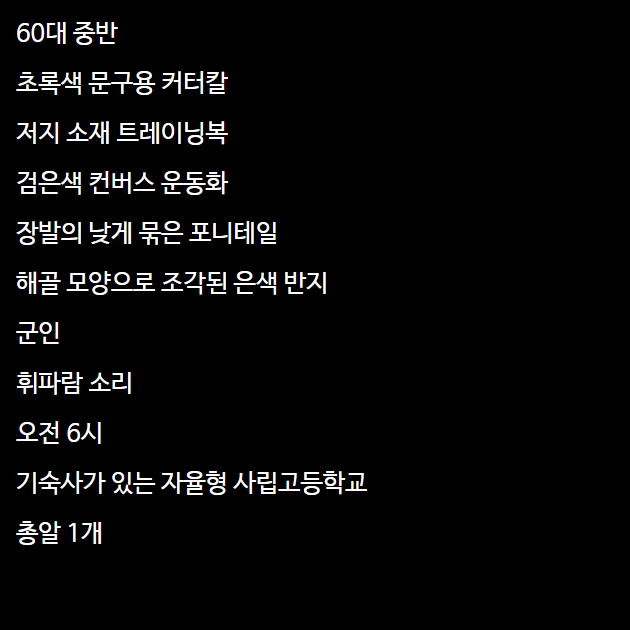 60대 중반
초록색 문구용 커터칼
저지 소재 트레이닝복
검은색 컨버스 운동화
장발의 낮게 묶은 포니테일
해골 모양으로 조각된 은색 반지
군인
휘파람 소리
오전 6시
기숙사가 있는 자율형 사립고등학교
총알 1개